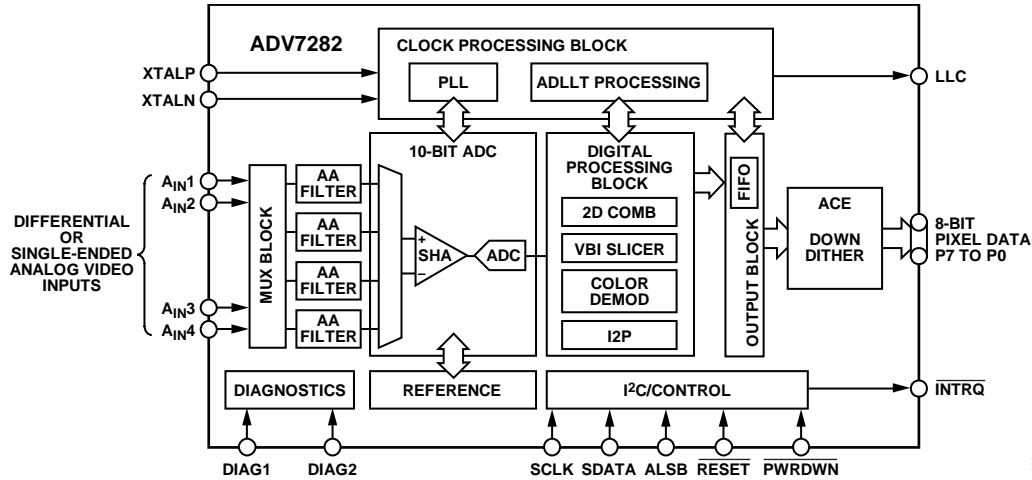 ADV7282
CLOCK PROCESSING BLOCK
XTALP
XTALN
PLL
ADLLT PROCESSING
LLC
10-BIT ADC
DIGITAL
PROCESSING
BLOCK
DIFFERENTIAL
OR
SINGLE-ENDED
ANALOG VIDEO
INPUTS
AIN1
AIN2
AIN3
AIN4
MUX BLOCK
AA
FILTER
AA
FILTER
AA
FILTER
AA
FILTER
+
SHA
–
ADC
2D COMB
VBI SLICER
COLOR
DEMOD
I2P
FIFO
OUTPUT BLOCK
ACE
DOWN
DITHER
8-BIT
PIXEL DATA
P7 TO P0
DIAGNOSTICS
REFERENCE
I2C/CONTROL
INTRQ
DIAG1
DIAG2
SCLK
SDATA
ALSB
RESET
PWRDWN